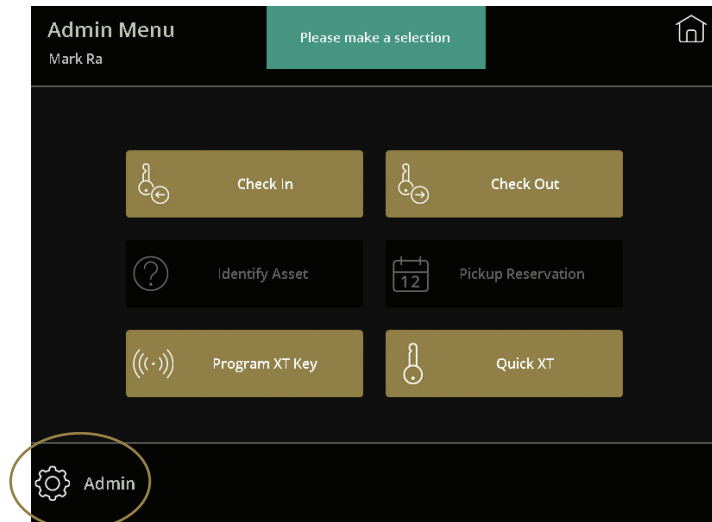 Admin Menu
Please make a selection
Mark Ra
Check In
Check Out
Identify Asset
12
Pickup Reservation
Program XT Key
Quick XT
Admin